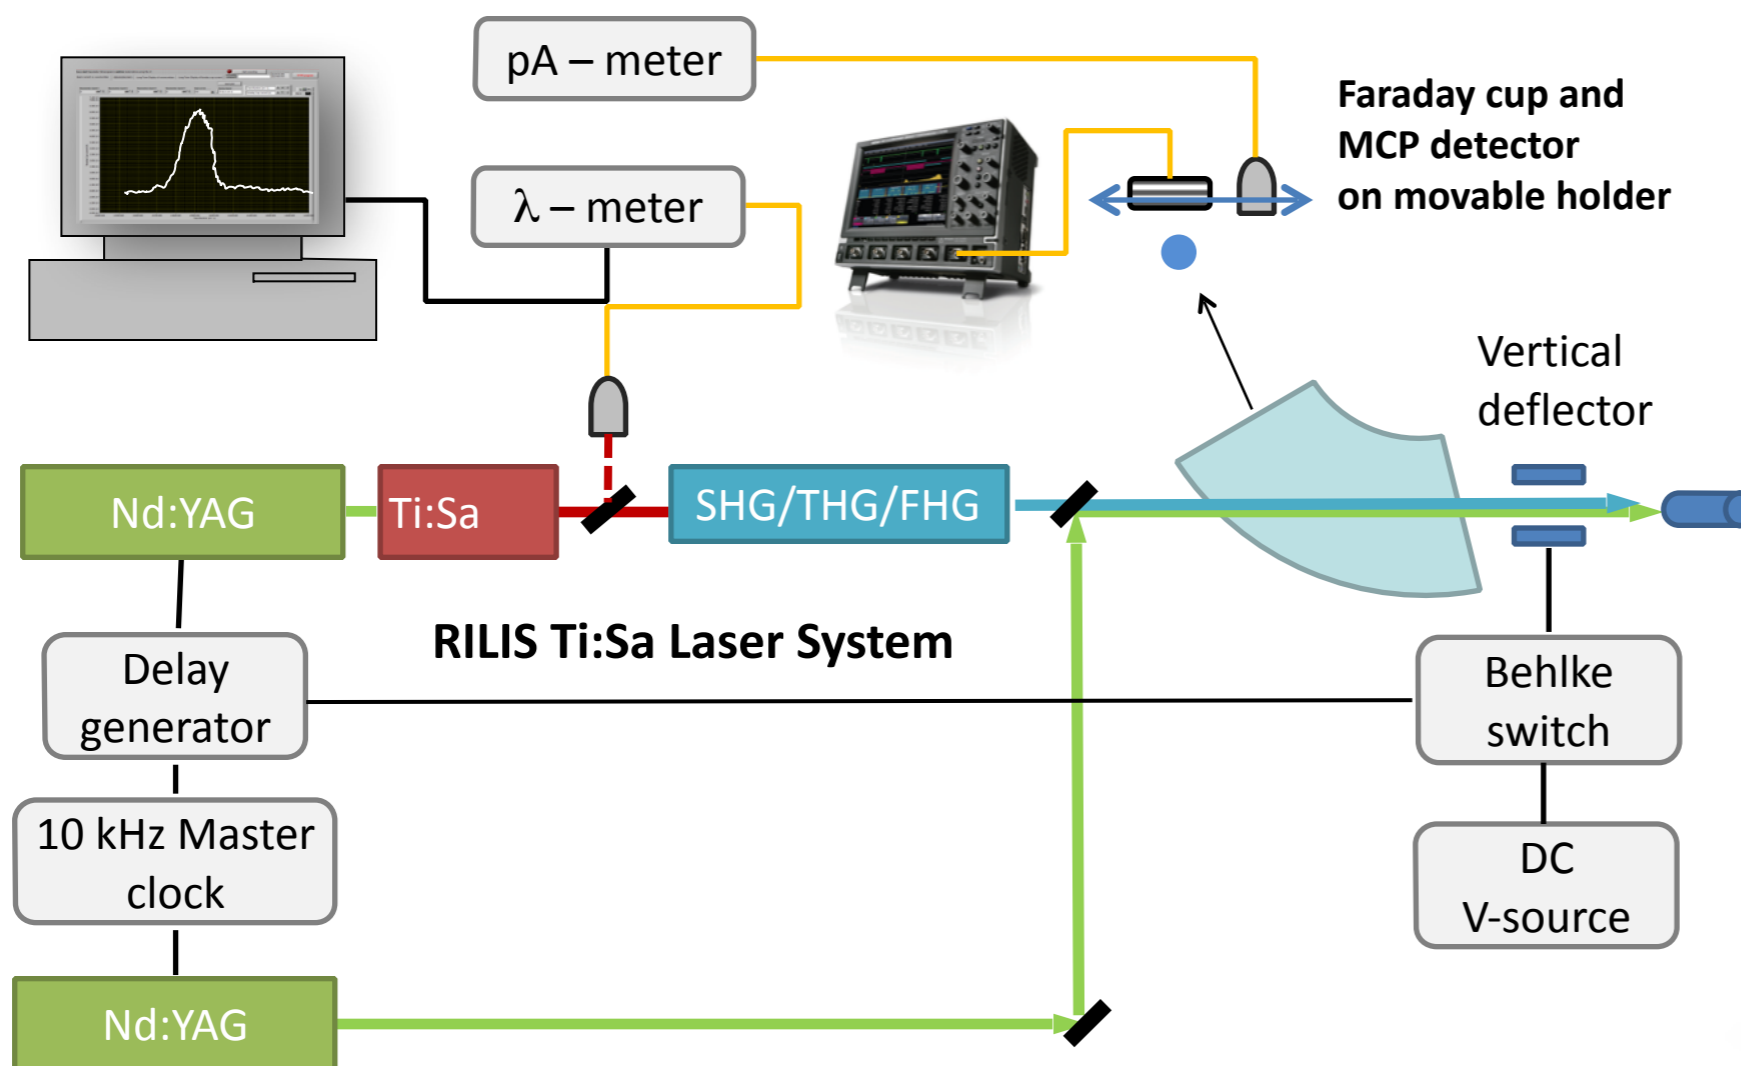 pA – meter
λ – meter
Faraday cup and
MCP detector
on movable holder
Vertical
deflector
Nd:YAG
Ti:Sa
SHG/THG/FHG
RILIS Ti:Sa Laser System
Delay
generator
Behlke
switch
10 kHz Master
clock
DC
V-source
Nd:YAG